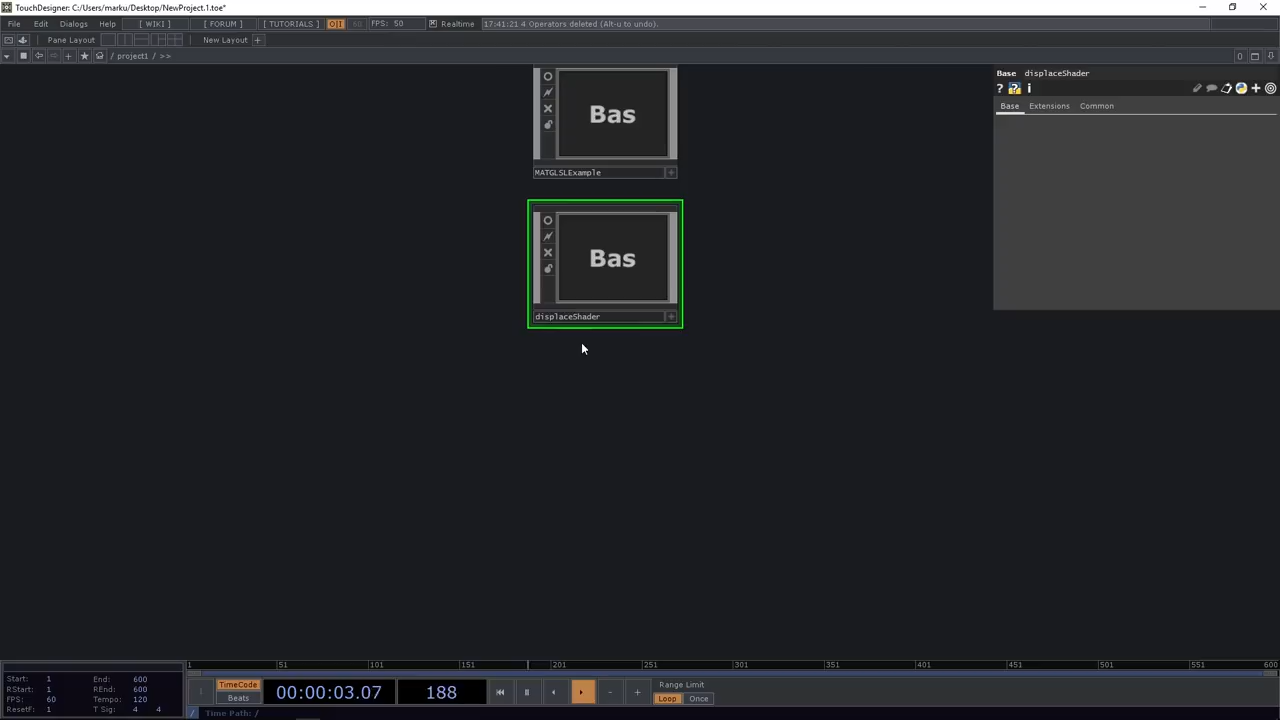 TouchDesigner: C:/Users/marku/Desktop/NewProject.1.toe*
File Edit Dialogs Help [ WIKI ] [ FORUM ] [ TUTORIALS ] O|I 60 FPS: 50 Realtime 17:41:21 4 Operators deleted (Alt-u to undo).
Pane Layout New Layout +
/ project1 / >>
Base displaceShader
? ? i
Base Extensions Common
Bas
MATGLSLExample +
Bas
displaceShader +
1 51 101 151 201 251 301 351 401 451 501 551 600
Start: 1 End: 600
RStart: 1 REnd: 600
FPS: 60 Tempo: 120
ResetF: 1 T Sig: 4 4
TimeCode
Beats
00:00:03.07 188
- +
Range Limit
Loop Once
/ Time Path: /